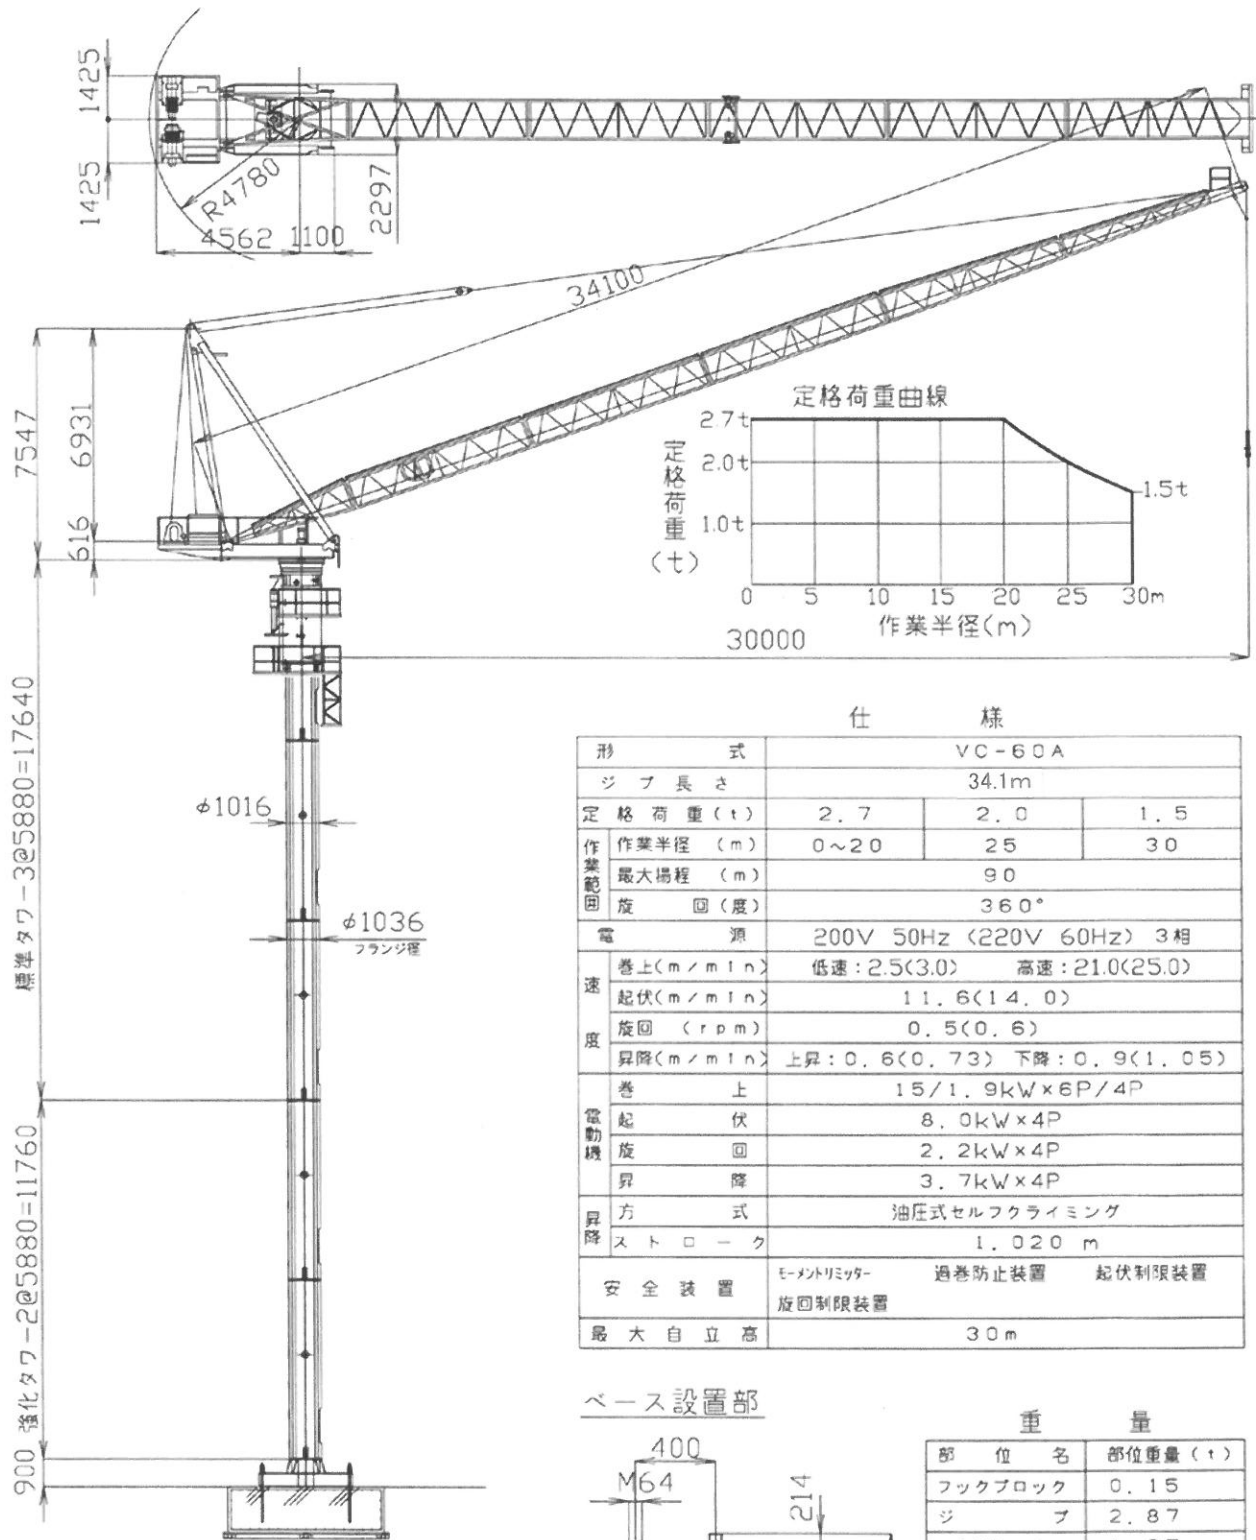 1425
1425
R4780
4562
1100
2297
34100
7547
6931
616
定格荷重曲線
2.7t
2.0t
1.0t
1.5t
定格荷重(t)
0 5 10 15 20 25 30m
作業半径(m)
30000
標準タワー3@5880=17640
φ1016
φ1036
フランジ径
強化タワー2@5880=11760
900
仕 様
形 式 VC-60A
ジブ長さ 34.1m
定格荷重(t) 2.7 2.0 1.5
作業範囲
作業半径 (m) 0~20 25 30
最大揚程 (m) 90
旋 回(度) 360°
電 源 200V 50Hz (220V 60Hz) 3相
速 度
巻上(m/min) 低速:2.5(3.0) 高速:21.0(25.0)
起伏(m/min) 11.6(14.0)
旋回 (rpm) 0.5(0.6)
昇降(m/min) 上昇:0.6(0.73) 下降:0.9(1.05)
電動機
巻 上 15/1.9kW×6P/4P
起 伏 8.0kW×4P
旋 回 2.2kW×4P
昇 降 3.7kW×4P
昇降
方 式 油圧式セルフクライミング
ストローク 1.020 m
安全装置 モーメントリミッター 過巻防止装置 起伏制限装置
旋回制限装置
最大自立高 30m
ベース設置部
400
M64
214
重 量
部 位 名 部位重量(t)
フックブロック 0.15
ジ ブ 2.87